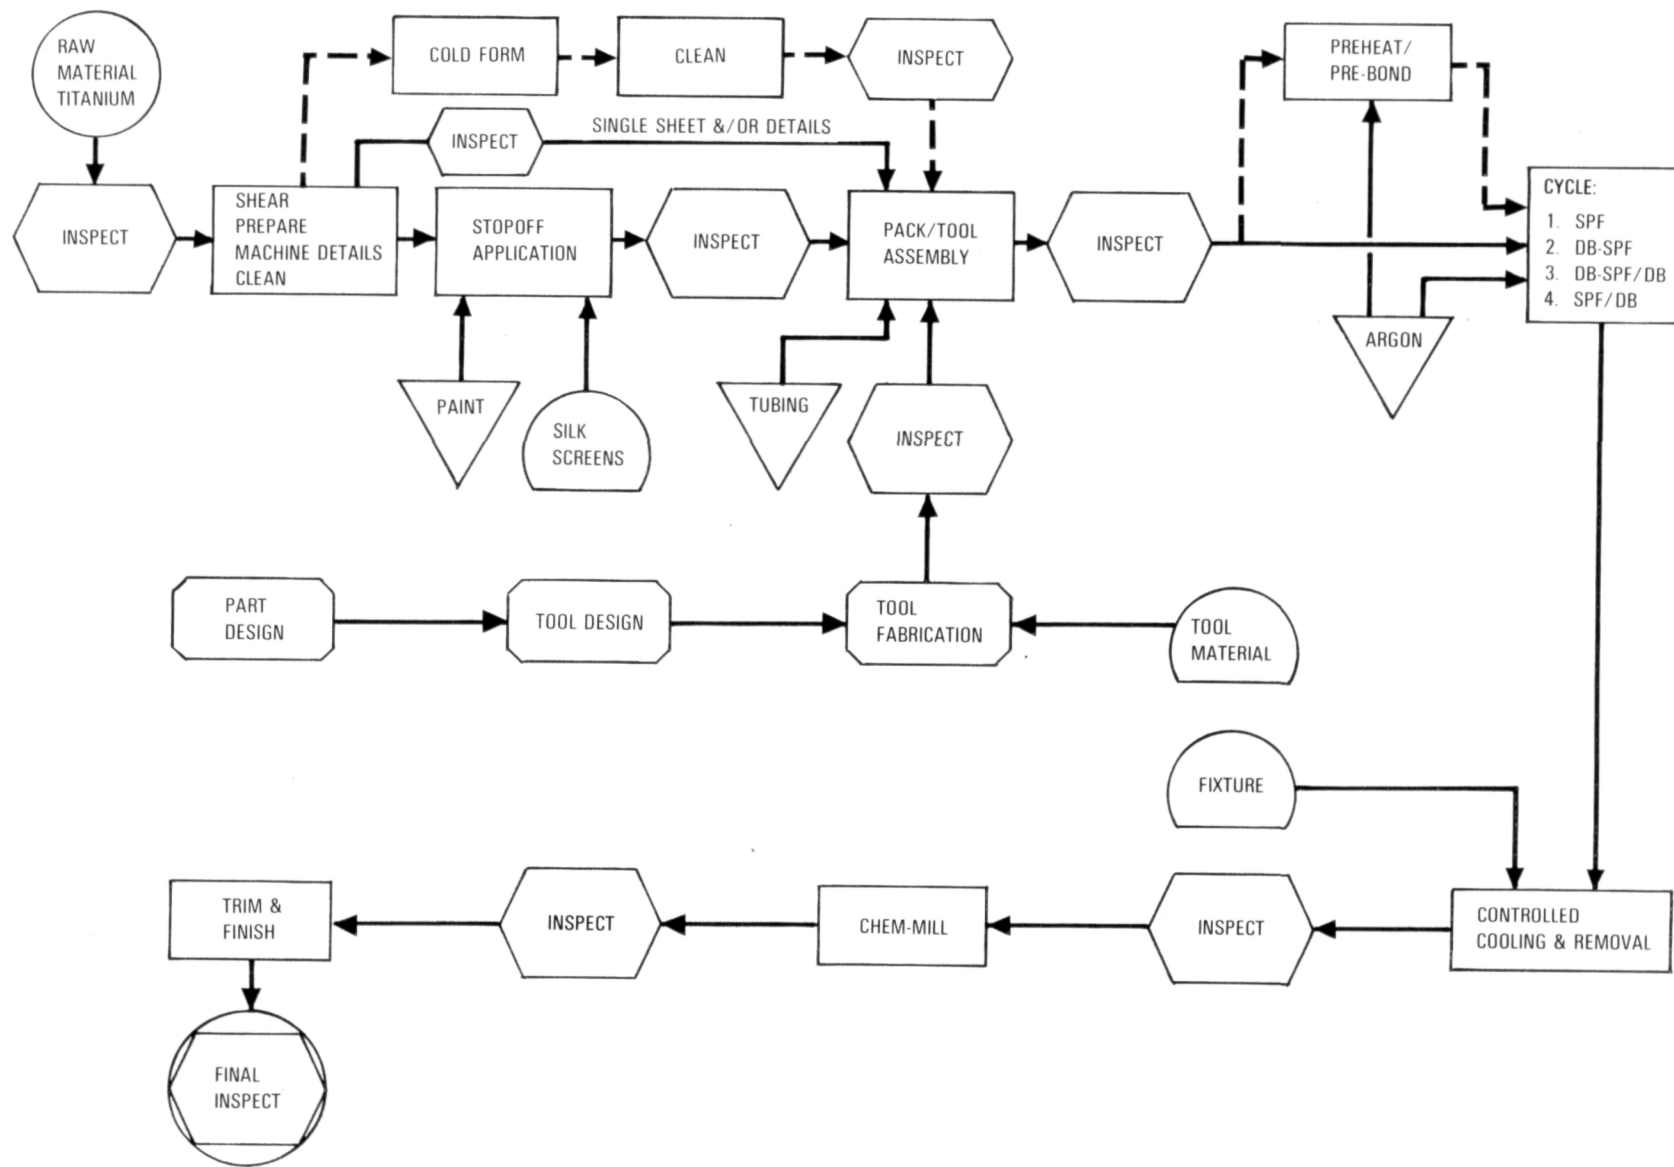 RAW
MATERIAL
TITANIUM
COLD FORM
CLEAN
INSPECT
PREHEAT/
PRE-BOND
INSPECT
SINGLE SHEET &/OR DETAILS
INSPECT
SHEAR
PREPARE
MACHINE DETAILS
CLEAN
STOPOFF
APPLICATION
INSPECT
PACK/TOOL
ASSEMBLY
INSPECT
CYCLE:
1. SPF
2. DB-SPF
3. DB-SPF/DB
4. SPF/DB
ARGON
PAINT
SILK
SCREENS
TUBING
INSPECT
PART
DESIGN
TOOL DESIGN
TOOL
FABRICATION
TOOL
MATERIAL
FIXTURE
TRIM &
FINISH
INSPECT
CHEM-MILL
INSPECT
CONTROLLED
COOLING & REMOVAL
FINAL
INSPECT